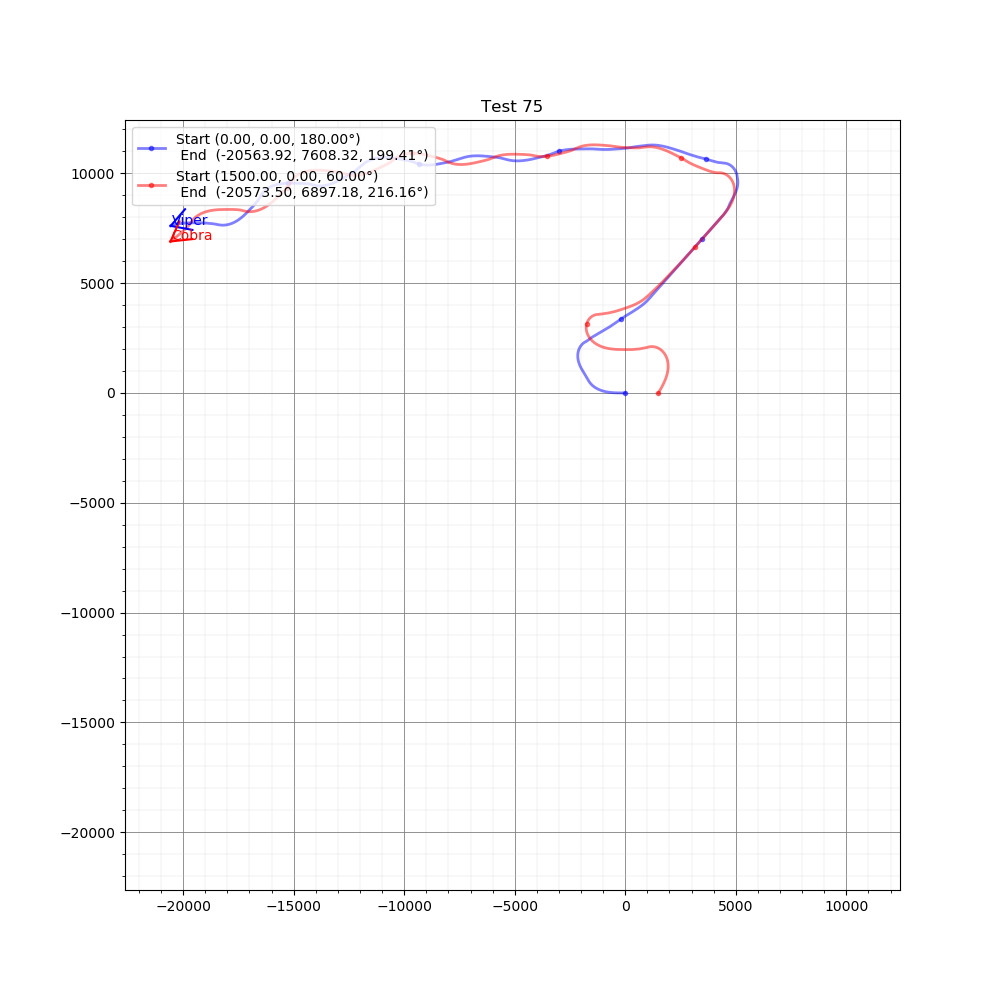 Test 75
Start (0.00, 0.00, 180.00°)
End (-20563.92, 7608.32, 199.41°)
Start (1500.00, 0.00, 60.00°)
End (-20573.50, 6897.18, 216.16°)
Viper
Cobra
10000
5000
0
−5000
−10000
−15000
−20000
−20000 −15000 −10000 −5000 0 5000 10000